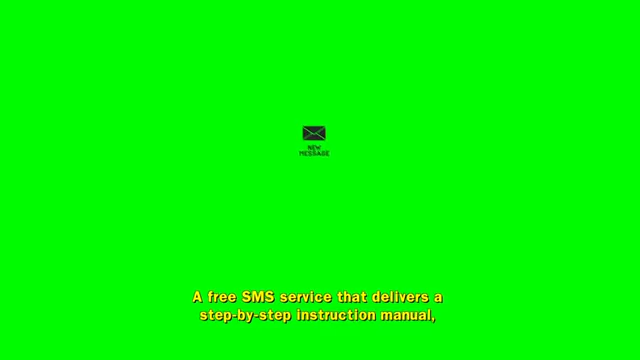 NEW
MESSAGE
A free SMS service that delivers a
step-by-step instruction manual,